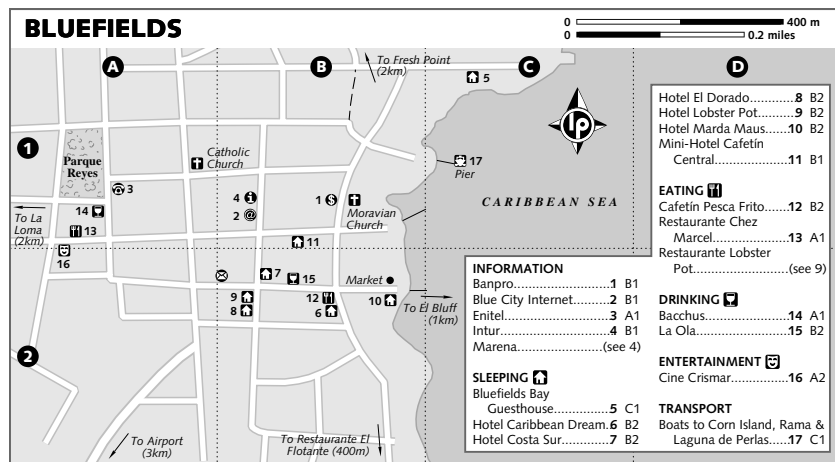 BLUEFIELDS
0 400 m
0 0.2 miles
A
B
C
D
To Fresh Point
(2km)
5
1
Parque
Reyes
Catholic
Church
17
Pier
3
4
1
14
2
Moravian
Church
CARIBBEAN SEA
To La
Loma
(2km)
13
11
16
7
15
Market
9
12
10
To El Bluff
(1km)
8
6
2
To Airport
(3km)
To Restaurante El
Flotante (400m)
lp
INFORMATION
Banpro...................1 B1
Blue City Internet..........2 B1
Enitel.....................3 A1
Intur......................4 B1
Marena...................(see 4)
SLEEPING
Bluefields Bay
Guesthouse...............5 C1
Hotel Caribbean Dream.6 B2
Hotel Costa Sur............7 B2
Hotel El Dorado............8 B2
Hotel Lobster Pot..........9 B2
Hotel Marda Maus.......10 B2
Mini-Hotel Cafetín
Central...................11 B1
EATING
Cafetín Pesca Frito.......12 B2
Restaurante Chez
Marcel...................13 A1
Restaurante Lobster
Pot......................(see 9)
DRINKING
Bacchus..................14 A1
La Ola....................15 B2
ENTERTAINMENT
Cine Crismar.............16 A2
TRANSPORT
Boats to Corn Island, Rama &
Laguna de Perlas.....17 C1